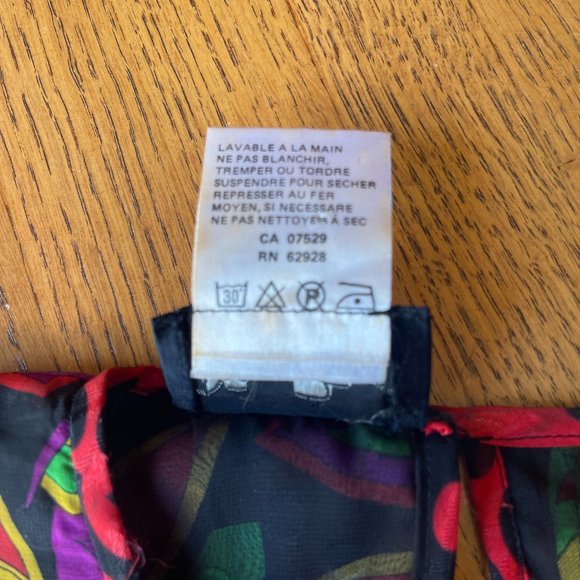 LAVABLE A LA MAIN
NE PAS BLANCHIR,
TREMPER OU TORDRE
SUSPENDRE POUR SECHER
REPRESSER AU FER
MOYEN, SI NECESSAIRE
NE PAS NETTOYER À SEC
CA 07529
RN 62928
30° P